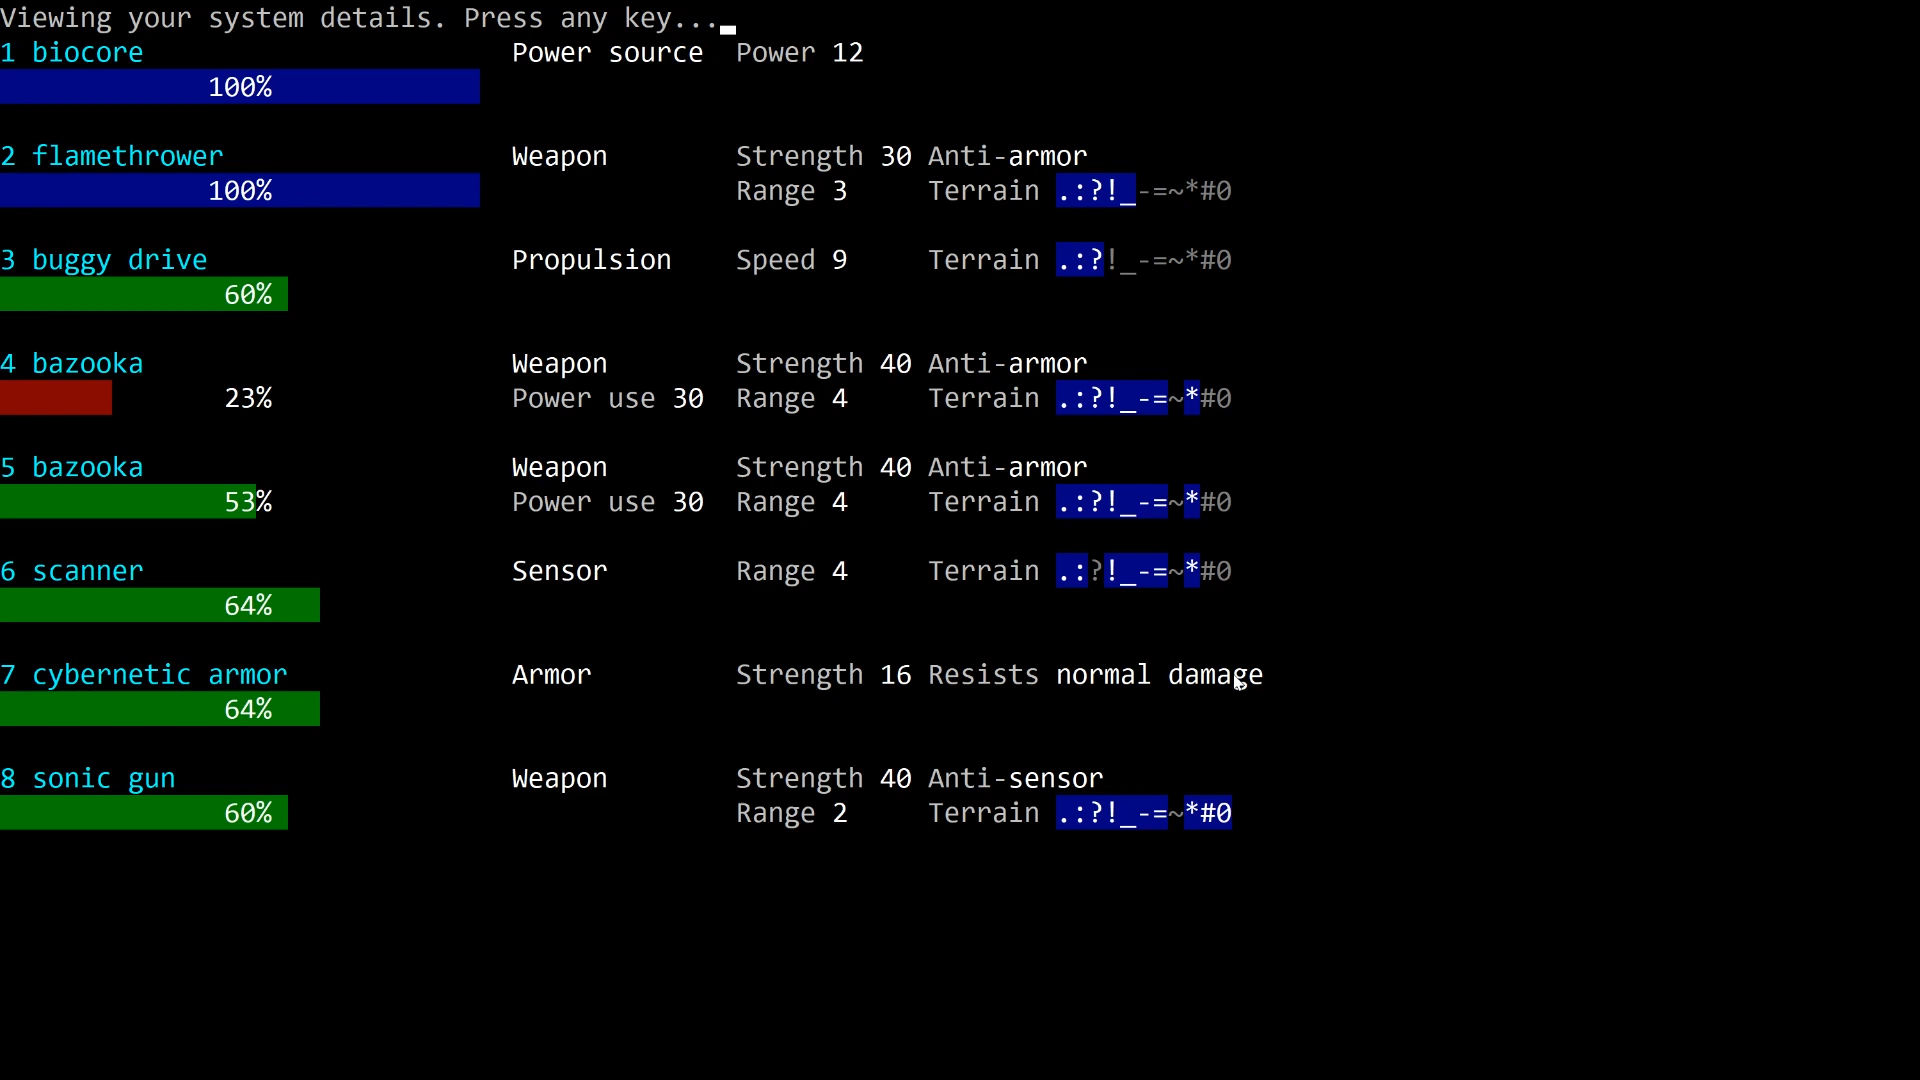 Viewing your system details. Press any key...
1 biocore Power source Power 12
100%
2 flamethrower Weapon Strength 30 Anti-armor
100% Range 3 Terrain .:?!_-=~*#0
3 buggy drive Propulsion Speed 9 Terrain .:?!_-=~*#0
60%
4 bazooka Weapon Strength 40 Anti-armor
23% Power use 30 Range 4 Terrain .:?!_-=~*#0
5 bazooka Weapon Strength 40 Anti-armor
53% Power use 30 Range 4 Terrain .:?!_-=~*#0
6 scanner Sensor Range 4 Terrain .:?!_-=~*#0
64%
7 cybernetic armor Armor Strength 16 Resists normal damage
64%
8 sonic gun Weapon Strength 40 Anti-sensor
60% Range 2 Terrain .:?!_-=~*#0